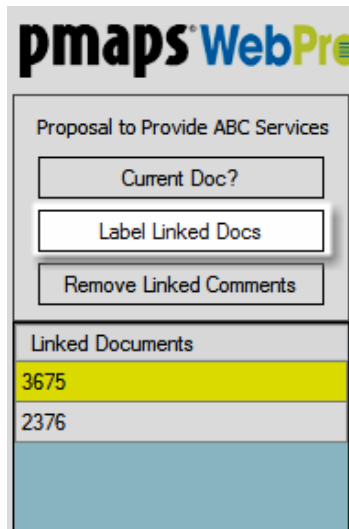 pmaps® WebPr
Proposal to Provide ABC Services
Current Doc?
Label Linked Docs
Remove Linked Comments
Linked Documents
3675
2376